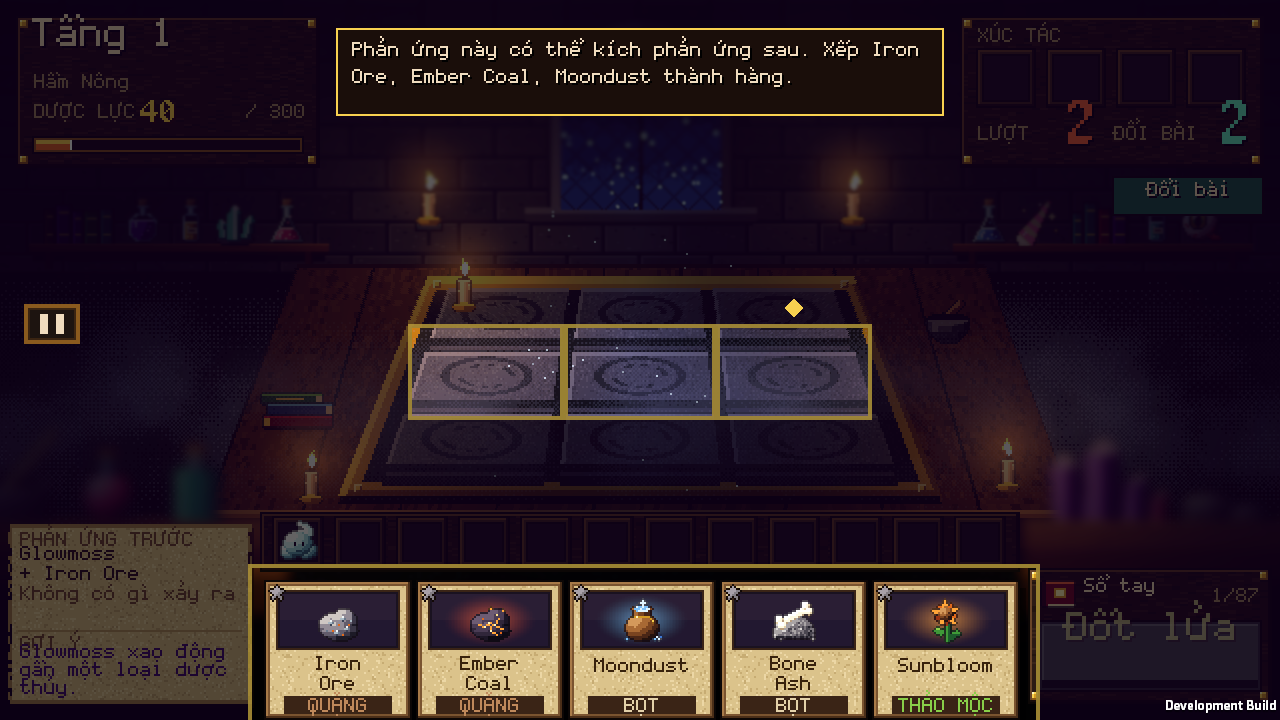 Tầng 1
Hầm Nông
DƯỢC LỰC 40 / 300
Phản ứng này có thể kích phản ứng sau. Xếp Iron
Ore, Ember Coal, Moondust thành hàng.
XÚC TÁC
LƯỢT 2 ĐỔI BÀI 2
Đổi bài
PHẢN ỨNG TRƯỚC
Glowmoss
+ Iron Ore
Không có gì xảy ra
GỢI Ý
Glowmoss xao động
gần một loại dược
thủy.
Iron
Ore
QUẶNG
Ember
Coal
QUẶNG
Moondust
BỘT
Bone
Ash
BỘT
Sunbloom
THẢO MỘC
Sổ tay 1/87
Đốt lửa
Development Build